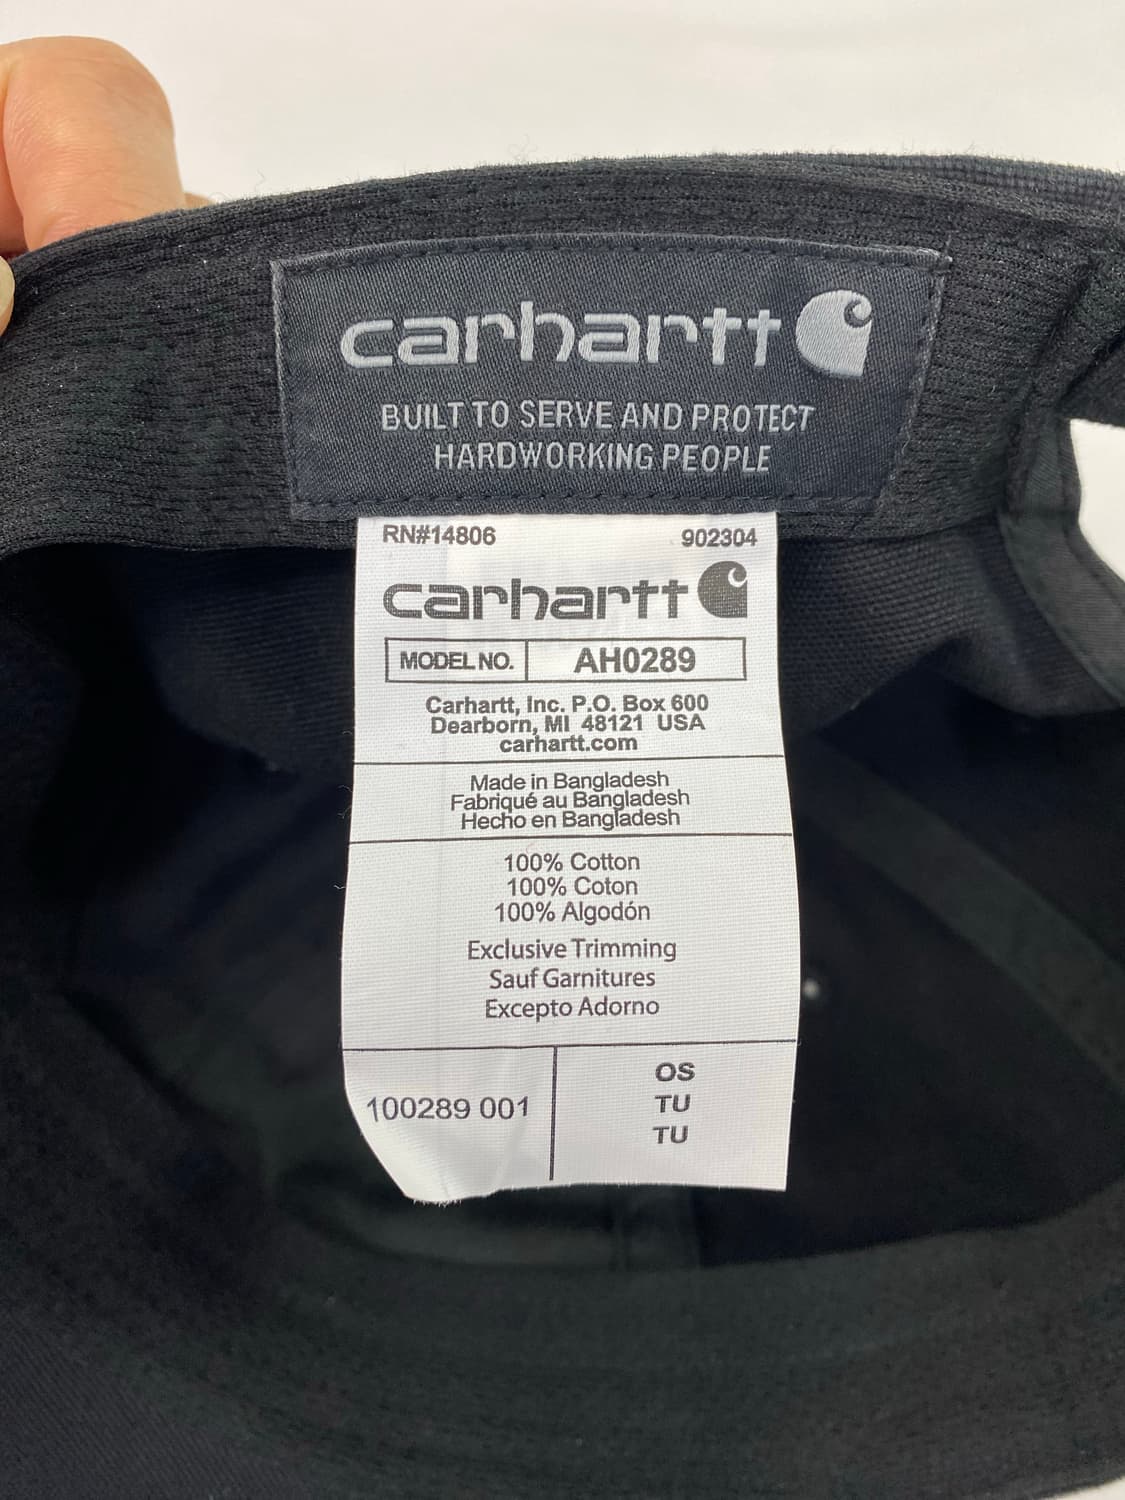 carhartt
BUILT TO SERVE AND PROTECT
HARDWORKING PEOPLE
RN#14806 902304
carhartt
MODEL NO. AH0289
Carhartt, Inc. P.O. Box 600
Dearborn, MI 48121 USA
carhartt.com
Made in Bangladesh
Fabriqué au Bangladesh
Hecho en Bangladesh
100% Cotton
100% Coton
100% Algodón
Exclusive Trimming
Sauf Garnitures
Excepto Adorno
100289 001
OS
TU
TU